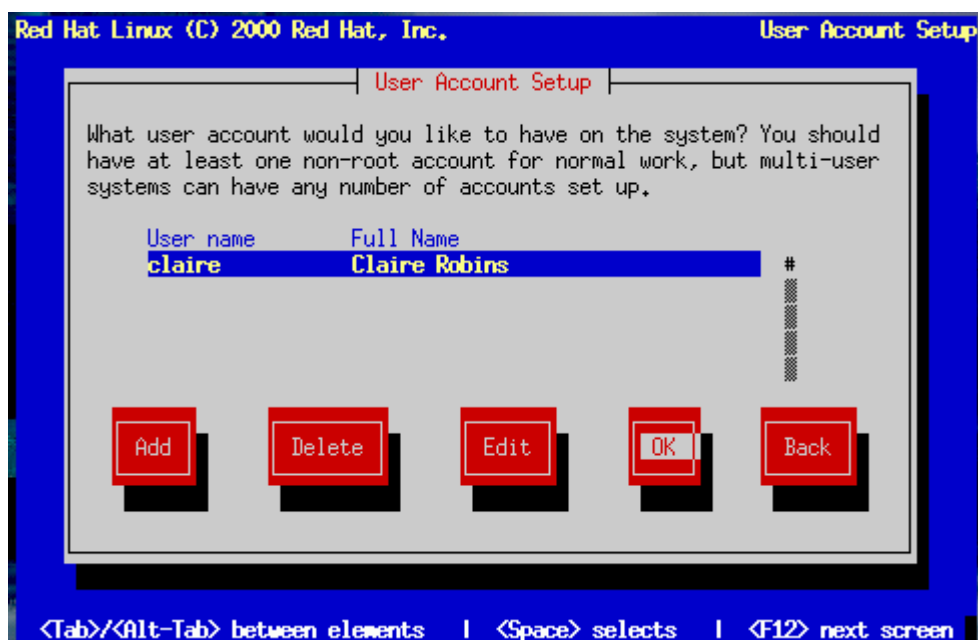 Red Hat Linux (C) 2000 Red Hat, Inc. User Account Setup
User Account Setup
What user account would you like to have on the system? You should
have at least one non-root account for normal work, but multi-user
systems can have any number of accounts set up.
User name Full Name
claire Claire Robins #
Add Delete Edit OK Back
<Tab>/<Alt-Tab> between elements | <Space> selects | <F12> next screen